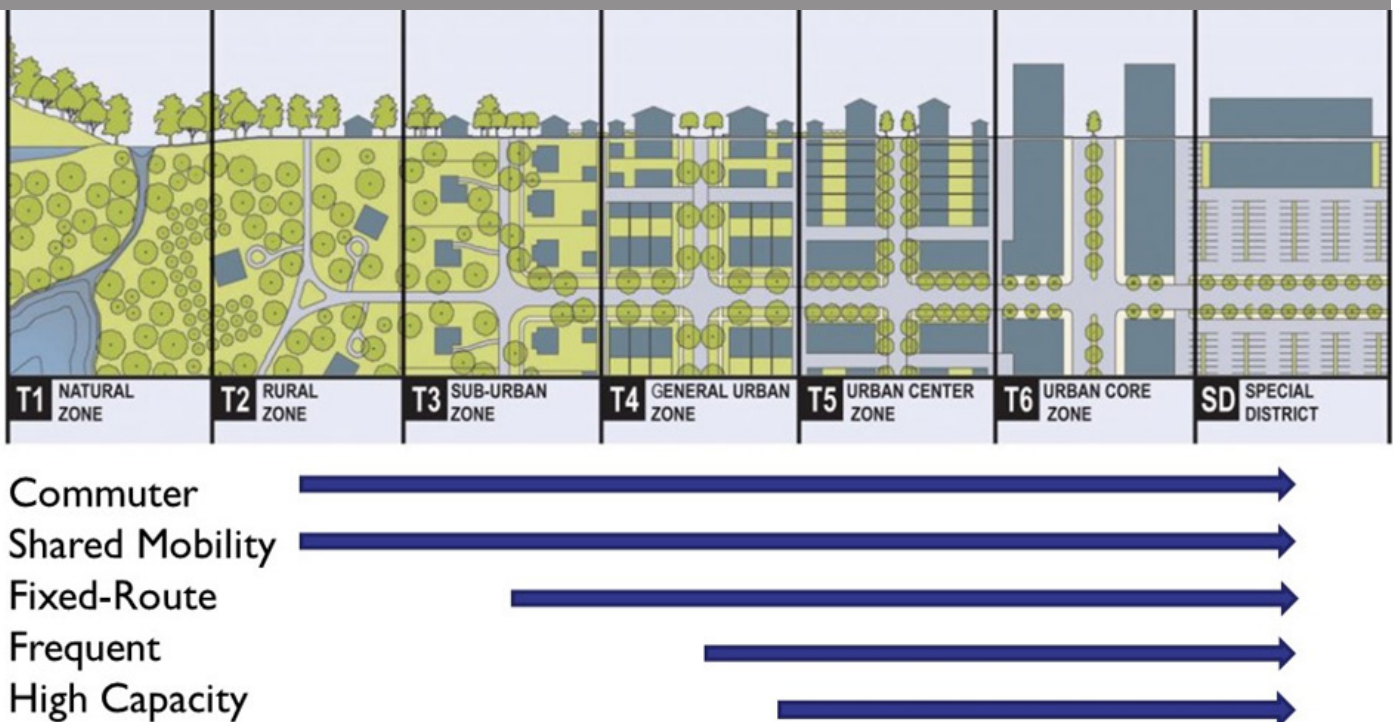 T1 NATURAL
ZONE
T2 RURAL
ZONE
T3 SUB-URBAN
ZONE
T4 GENERAL URBAN
ZONE
T5 URBAN CENTER
ZONE
T6 URBAN CORE
ZONE
SD SPECIAL
DISTRICT
Commuter
Shared Mobility
Fixed-Route
Frequent
High Capacity